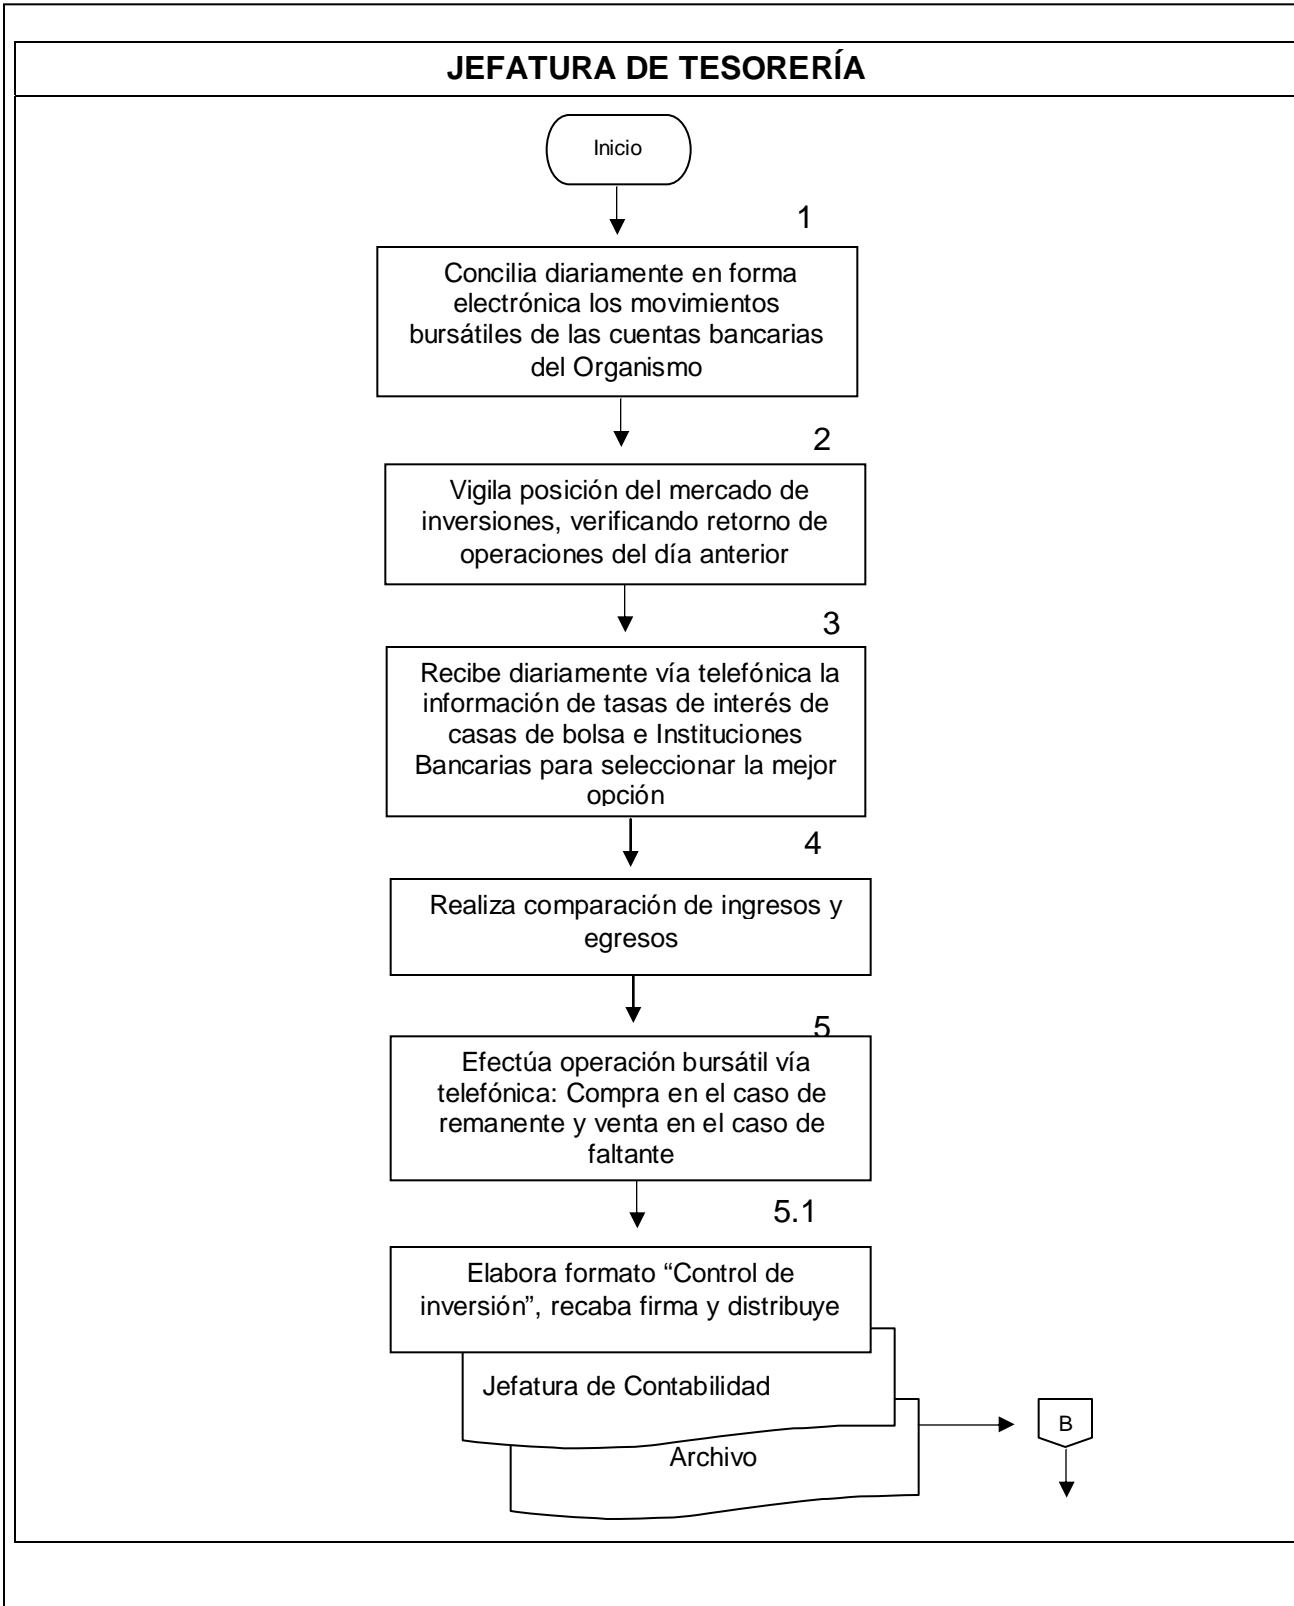 JEFATURA DE TESORERÍA
Inicio
1
Concilia diariamente en forma
electrónica los movimientos
bursátiles de las cuentas bancarias
del Organismo
2
Vigila posición del mercado de
inversiones, verificando retorno de
operaciones del día anterior
3
Recibe diariamente vía telefónica la
información de tasas de interés de
casas de bolsa e Instituciones
Bancarias para seleccionar la mejor
opción
4
Realiza comparación de ingresos y
egresos
5
Efectúa operación bursátil vía
telefónica: Compra en el caso de
remanente y venta en el caso de
faltante
5.1
Elabora formato “Control de
inversión”, recaba firma y distribuye
Jefatura de Contabilidad
B
Archivo